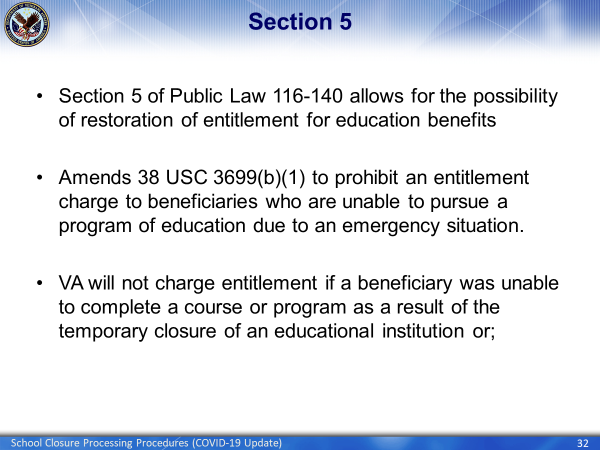 Section 5
• Section 5 of Public Law 116-140 allows for the possibility
of restoration of entitlement for education benefits
• Amends 38 USC 3699(b)(1) to prohibit an entitlement
charge to beneficiaries who are unable to pursue a
program of education due to an emergency situation.
• VA will not charge entitlement if a beneficiary was unable
to complete a course or program as a result of the
temporary closure of an educational institution or;
School Closure Processing Procedures (COVID-19 Update)
32